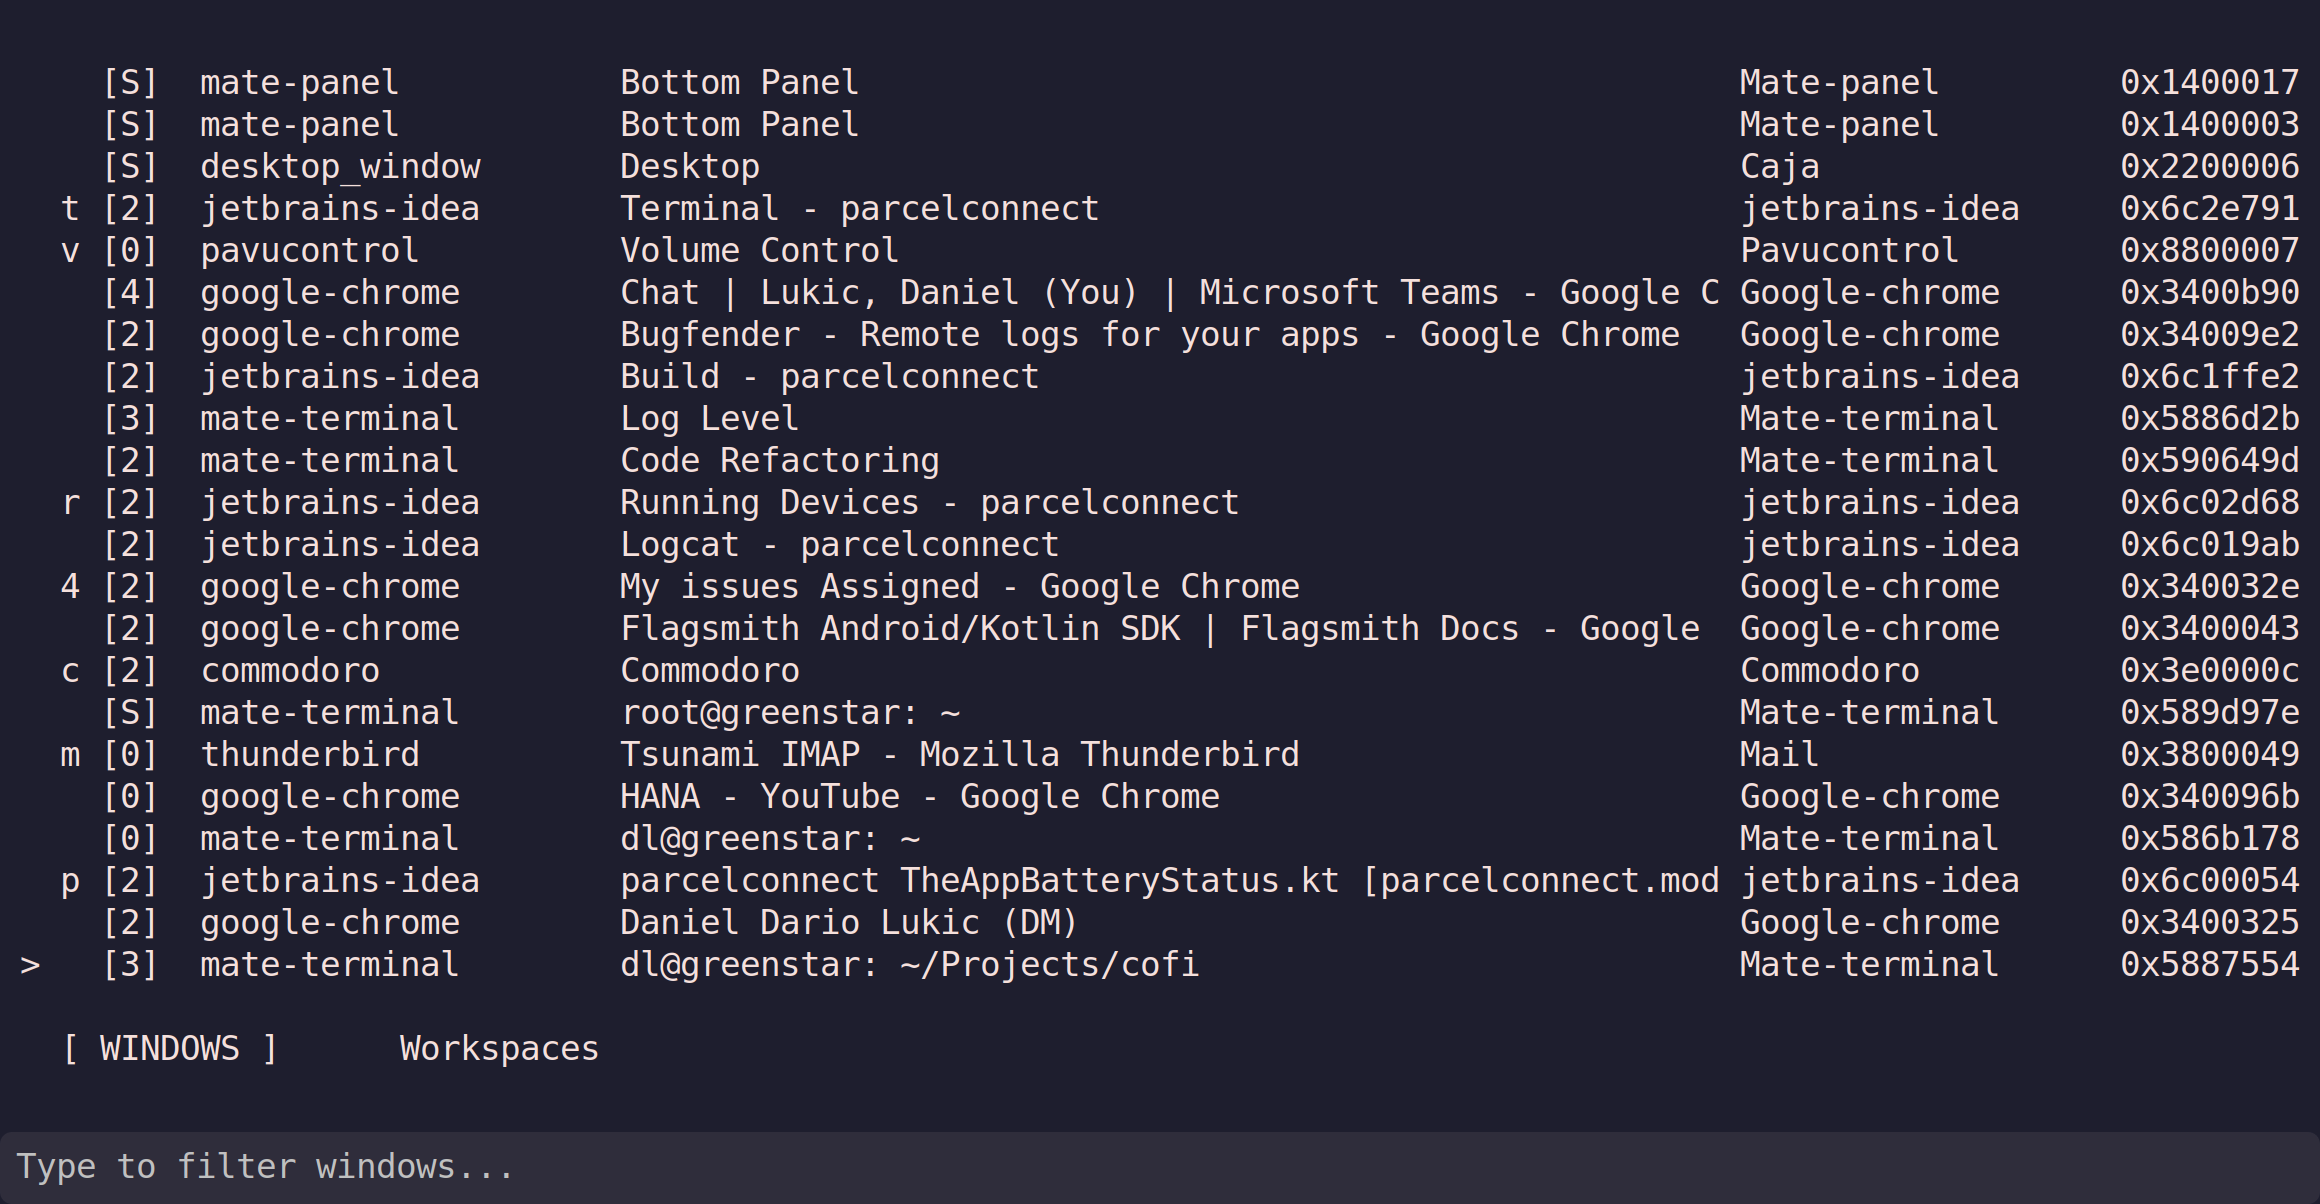 [S] mate-panel Bottom Panel Mate-panel 0x1400017
[S] mate-panel Bottom Panel Mate-panel 0x1400003
[S] desktop_window Desktop Caja 0x2200006
t [2] jetbrains-idea Terminal - parcelconnect jetbrains-idea 0x6c2e791
v [0] pavucontrol Volume Control Pavucontrol 0x8800007
[4] google-chrome Chat | Lukic, Daniel (You) | Microsoft Teams - Google C Google-chrome 0x3400b90
[2] google-chrome Bugfender - Remote logs for your apps - Google Chrome Google-chrome 0x34009e2
[2] jetbrains-idea Build - parcelconnect jetbrains-idea 0x6c1ffe2
[3] mate-terminal Log Level Mate-terminal 0x5886d2b
[2] mate-terminal Code Refactoring Mate-terminal 0x590649d
r [2] jetbrains-idea Running Devices - parcelconnect jetbrains-idea 0x6c02d68
[2] jetbrains-idea Logcat - parcelconnect jetbrains-idea 0x6c019ab
4 [2] google-chrome My issues Assigned - Google Chrome Google-chrome 0x340032e
[2] google-chrome Flagsmith Android/Kotlin SDK | Flagsmith Docs - Google Google-chrome 0x3400043
c [2] commodoro Commodoro Commodoro 0x3e0000c
[S] mate-terminal root@greenstar: ~ Mate-terminal 0x589d97e
m [0] thunderbird Tsunami IMAP - Mozilla Thunderbird Mail 0x3800049
[0] google-chrome HANA - YouTube - Google Chrome Google-chrome 0x340096b
[0] mate-terminal dl@greenstar: ~ Mate-terminal 0x586b178
p [2] jetbrains-idea parcelconnect TheAppBatteryStatus.kt [parcelconnect.mod jetbrains-idea 0x6c00054
[2] google-chrome Daniel Dario Lukic (DM) Google-chrome 0x3400325
> [3] mate-terminal dl@greenstar: ~/Projects/cofi Mate-terminal 0x5887554
[ WINDOWS ] Workspaces
Type to filter windows...